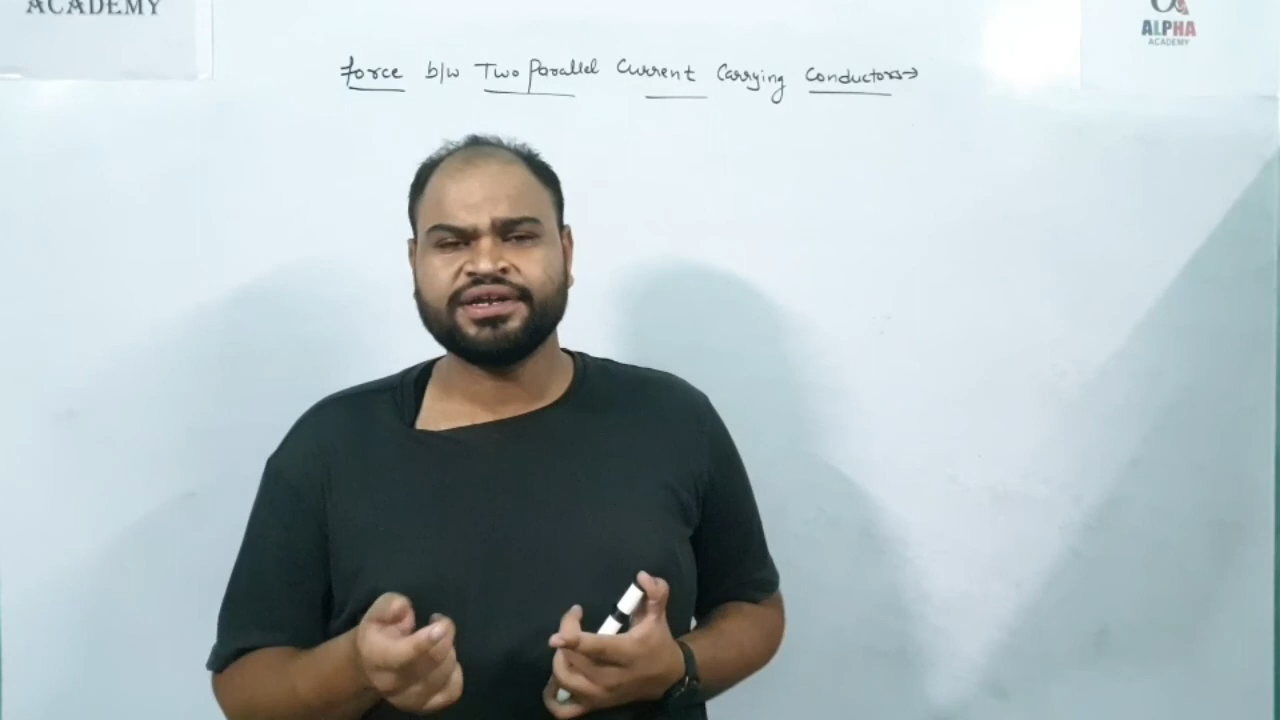 ACADEMY
ALPHA
ACADEMY
Force b/w Two Parallel Current Carrying Conductors→